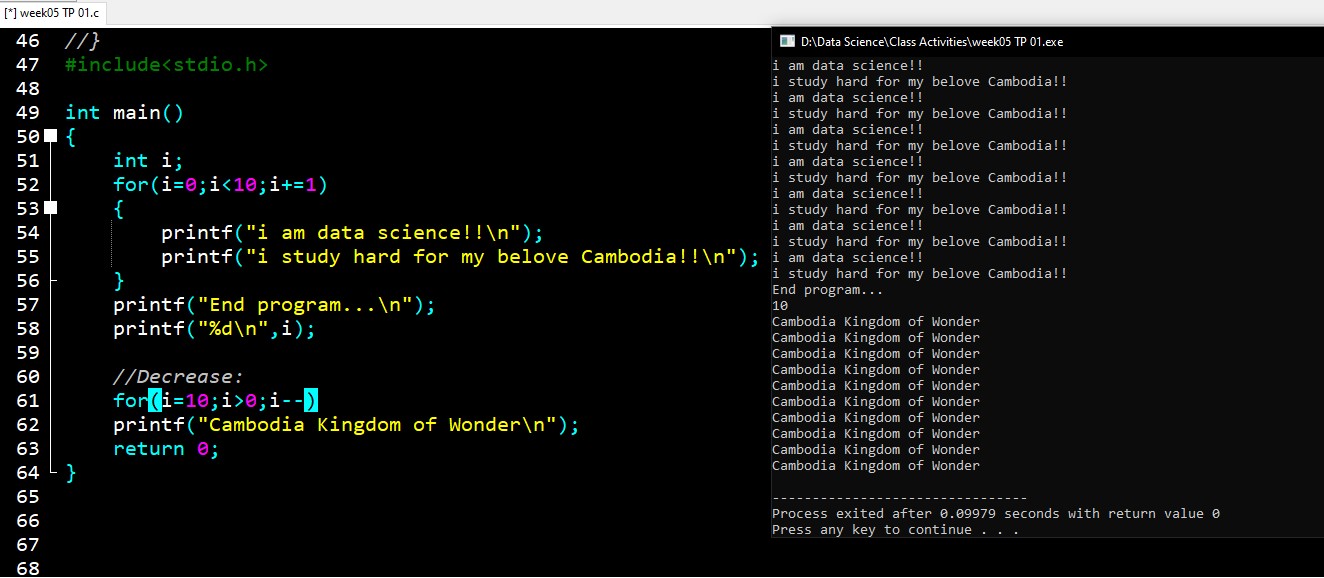 [*] week05 TP 01.c
46 //}
47 #include<stdio.h>
48
49 int main()
50 {
51 int i;
52 for(i=0;i<10;i+=1)
53 {
54 printf("i am data science!!\n");
55 printf("i study hard for my belove Cambodia!!\n");
56 }
57 printf("End program...\n");
58 printf("%d\n",i);
59
60 //Decrease:
61 for(i=10;i>0;i--)
62 printf("Cambodia Kingdom of Wonder\n");
63 return 0;
64 }
65
66
67
68
D:\Data Science\Class Activities\week05 TP 01.exe
i am data science!!
i study hard for my belove Cambodia!!
i am data science!!
i study hard for my belove Cambodia!!
i am data science!!
i study hard for my belove Cambodia!!
i am data science!!
i study hard for my belove Cambodia!!
i am data science!!
i study hard for my belove Cambodia!!
i am data science!!
i study hard for my belove Cambodia!!
i am data science!!
i study hard for my belove Cambodia!!
End program...
10
Cambodia Kingdom of Wonder
Cambodia Kingdom of Wonder
Cambodia Kingdom of Wonder
Cambodia Kingdom of Wonder
Cambodia Kingdom of Wonder
Cambodia Kingdom of Wonder
Cambodia Kingdom of Wonder
Cambodia Kingdom of Wonder
Cambodia Kingdom of Wonder
Cambodia Kingdom of Wonder
--------------------------------
Process exited after 0.09979 seconds with return value 0
Press any key to continue . . .